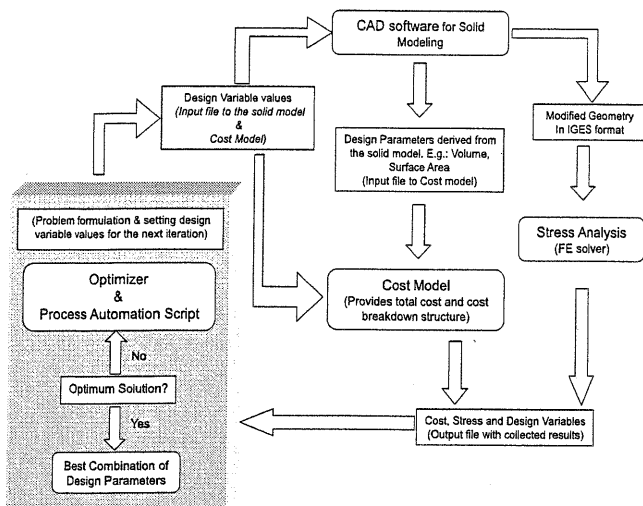 CAD software for Solid
Modeling
Design Variable values
(Input file to the solid model
&
Cost Model)
Modified Geometry
In IGES format
Design Parameters derived from
the solid model. E.g.: Volume,
Surface Area
(Input file to Cost model)
(Problem formulation & setting design
variable values for the next iteration)
Stress Analysis
(FE solver)
Optimizer
&
Process Automation Script
Cost Model
(Provides total cost and cost
breakdown structure)
No
Optimum Solution?
Yes
Cost, Stress and Design Variables
(Output file with collected results)
Best Combination of
Design Parameters